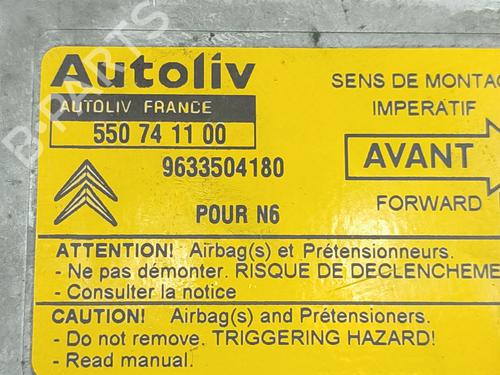 Autoliv
AUTOLIV FRANCE
550 74 11 00
9633504180
POUR N6
SENS DE MONTAG
IMPERATIF
AVANT
FORWARD
ATTENTION! Airbag(s) et Prétensionneurs.
- Ne pas démonter. RISQUE DE DECLENCHEME
- Consulter la notice
CAUTION! Airbag(s) and Prétensioners.
- Do not remove. TRIGGERING HAZARD!
- Read manual.
B-PARTS